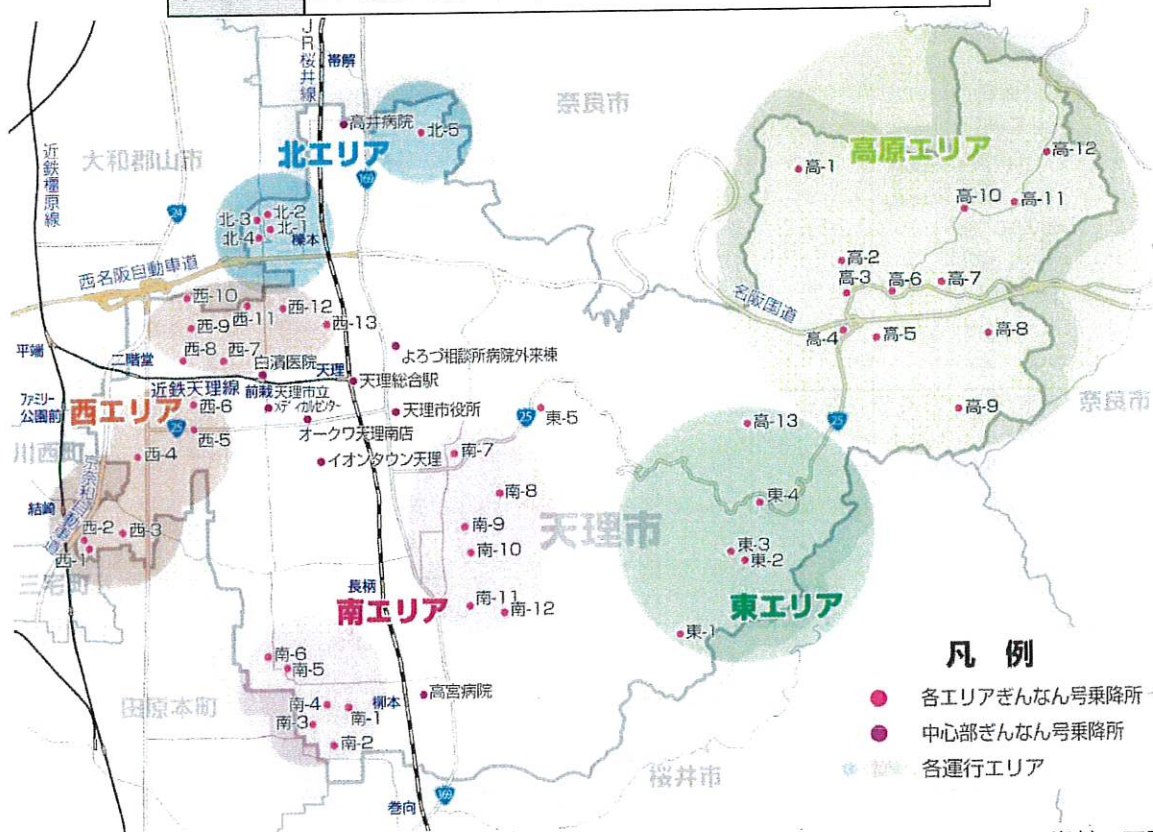 JR桜井線
帯解
奈良市
高井病院
北-5
北エリア
高原エリア
高-12
高-1
大和郡山市
近鉄橿原線
169
高-10
高-11
24
北-3
北-2
北-1
北-4
櫟本
西名阪自動車道
高-2
高-3
高-6
高-7
名阪国道
西-10
西-11
西-12
西-13
西-9
高-4
高-5
高-8
平端
二階堂
西-8
西-7
白濱医院
天理
よろづ相談所病院外来棟
近鉄天理線
前栽
天理市立
メディカルセンター
天理総合駅
ファミリー
公園前
西エリア
西-6
天理市役所
25
東-5
高-9
奈良市
25
西-5
オークワ天理南店
高-13
25
川西町
西-4
イオンタウン天理
南-7
京奈和自動車道
南-8
東-4
結崎
西-2
西-3
西-1
南-9
天理市
南-10
東-3
東-2
三宅町
長柄
南エリア
南-11
南-12
東エリア
東-1
南-6
南-5
凡 例
高宮病院
各エリアぎんなん号乗降所
田原本町
南-4
柳本
南-1
南-3
中心部ぎんなん号乗降所
南-2
桜井市
各運行エリア
169
巻向